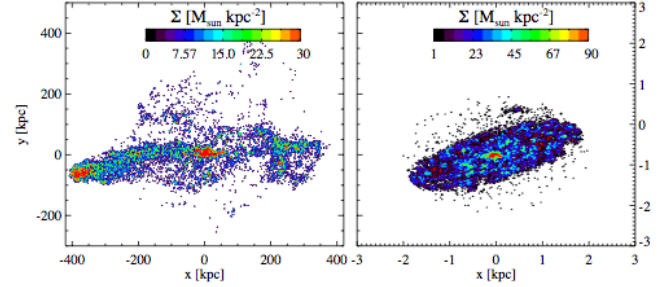 Σ [M_sun kpc⁻²]
0 7.57 15.0 22.5 30
Σ [M_sun kpc⁻²]
1 23 45 67 90
400
200
0
-200
y [kpc]
-400 -200 0 200 400
x [kpc]
3
2
1
0
-1
-2
-3
-3 -2 -1 0 1 2 3
x [kpc]